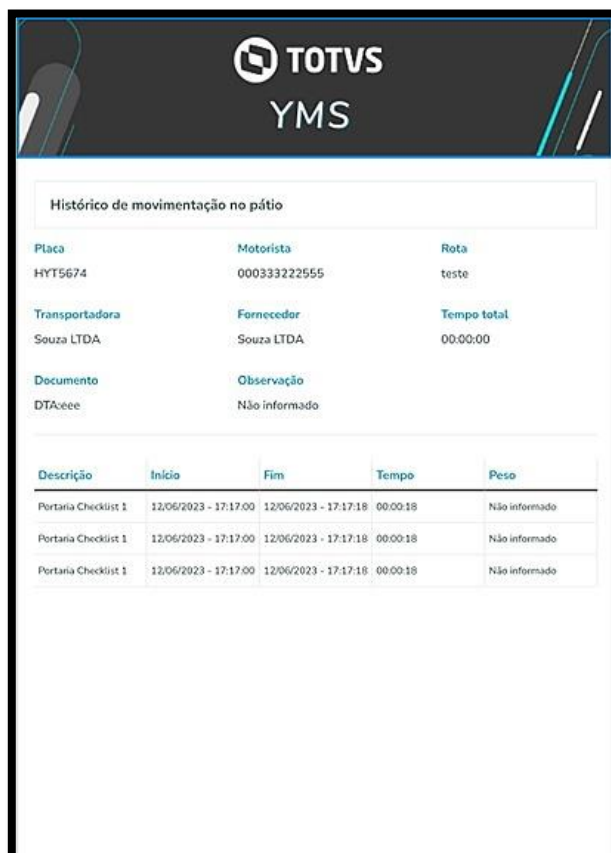 TOTVS
YMS
Histórico de movimentação no pátio
Placa Motorista Rota
HYT5674 000333222555 teste
Transportadora Fornecedor Tempo total
Souza LTDA Souza LTDA 00:00:00
Documento Observação
DTA:eee Não informado
Descrição Início Fim Tempo Peso
Portaria Checklist 1 12/06/2023 - 17:17:00 12/06/2023 - 17:17:18 00:00:18 Não informado
Portaria Checklist 1 12/06/2023 - 17:17:00 12/06/2023 - 17:17:18 00:00:18 Não informado
Portaria Checklist 1 12/06/2023 - 17:17:00 12/06/2023 - 17:17:18 00:00:18 Não informado